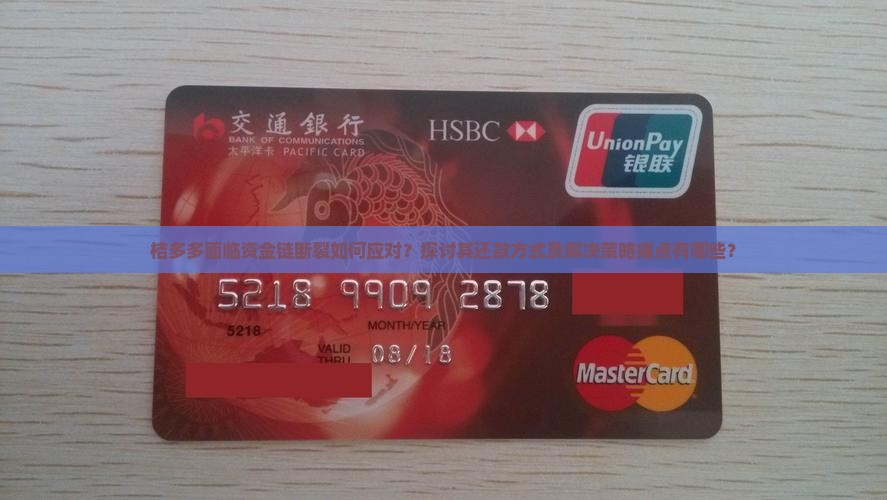 交通銀行
BANK OF COMMUNICATIONS
太平洋卡 PACIFIC CARD
HSBC
UnionPay
银联
桔多多面临资金链断裂如何应对？探讨其还款方式及解决策略点有哪些？
5218 9909 2878
5218
MONTH/YEAR
VALID
THRU
08/18
MasterCard